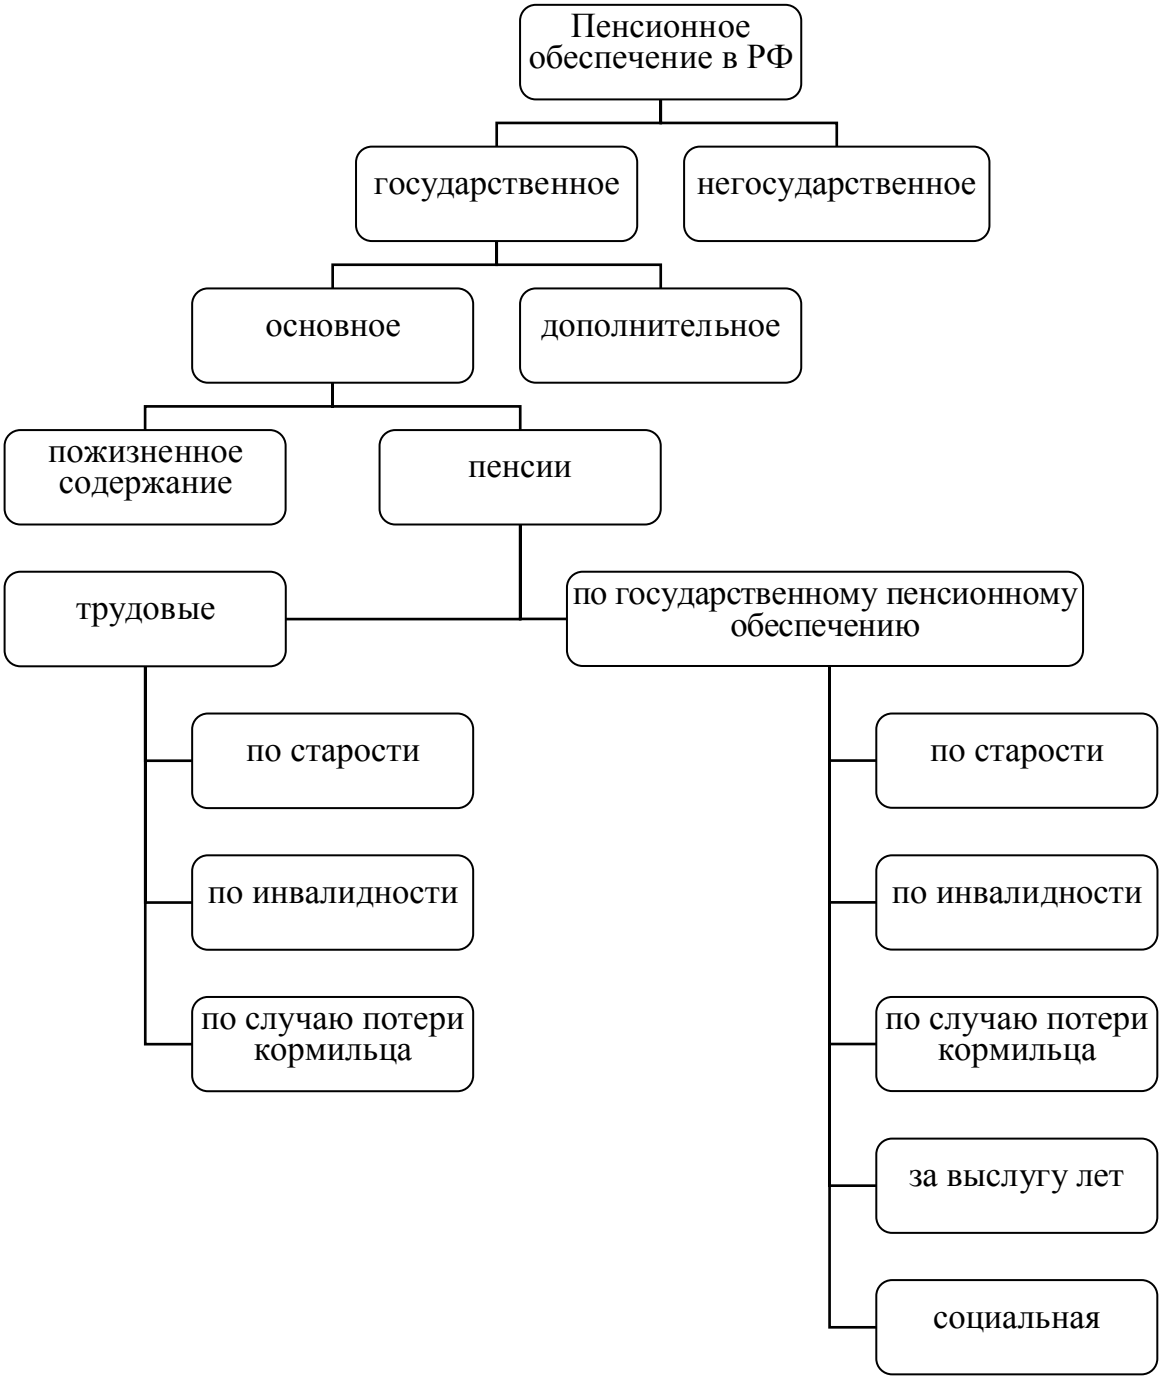 Пенсионное
обеспечение в РФ
государственное
негосударственное
основное
дополнительное
пожизненное
содержание
пенсии
трудовые
по государственному пенсионному
обеспечению
по старости
по инвалидности
по случаю потери
кормильца
по старости
по инвалидности
по случаю потери
кормильца
за выслугу лет
социальная